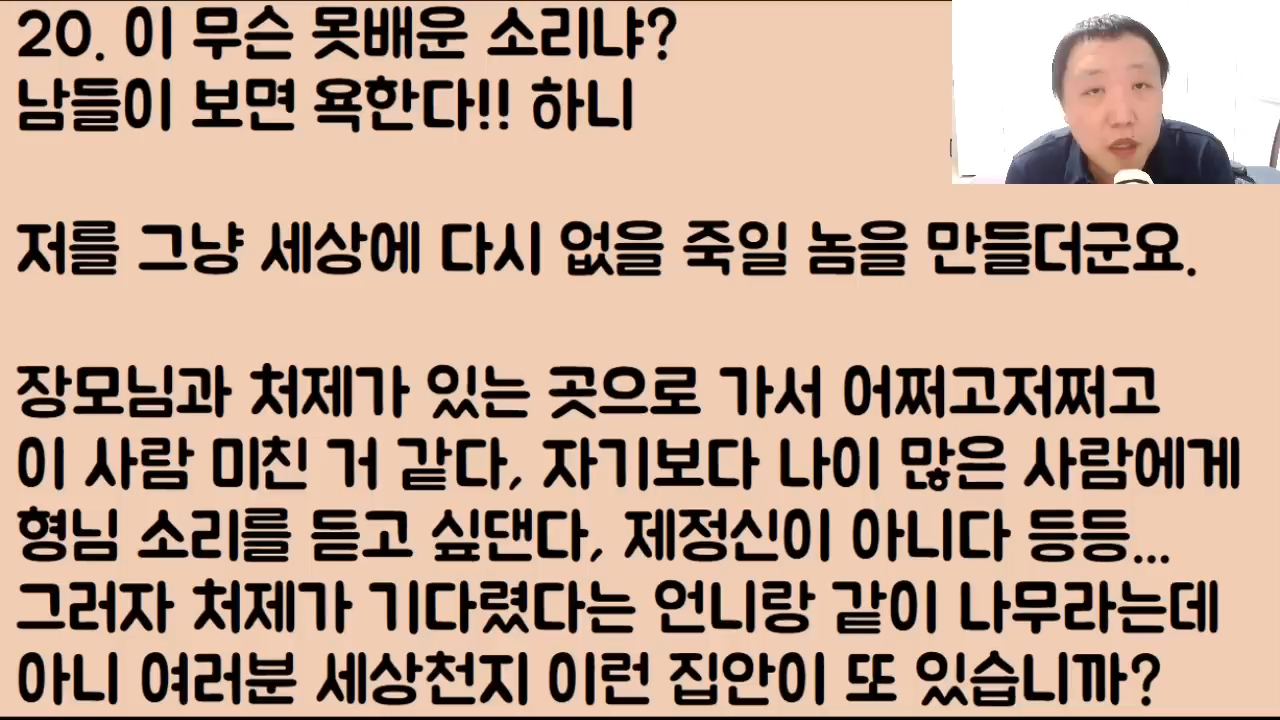 20. 이 무슨 못배운 소리냐?
남들이 보면 욕한다!! 하니
저를 그냥 세상에 다시 없을 죽일 놈을 만들더군요.
장모님과 처제가 있는 곳으로 가서 어쩌고저쩌고
이 사람 미친 거 같다, 자기보다 나이 많은 사람에게
형님 소리를 듣고 싶댄다, 제정신이 아니다 등등...
그러자 처제가 기다렸다는 언니랑 같이 나무라는데
아니 여러분 세상천지 이런 집안이 또 있습니까?